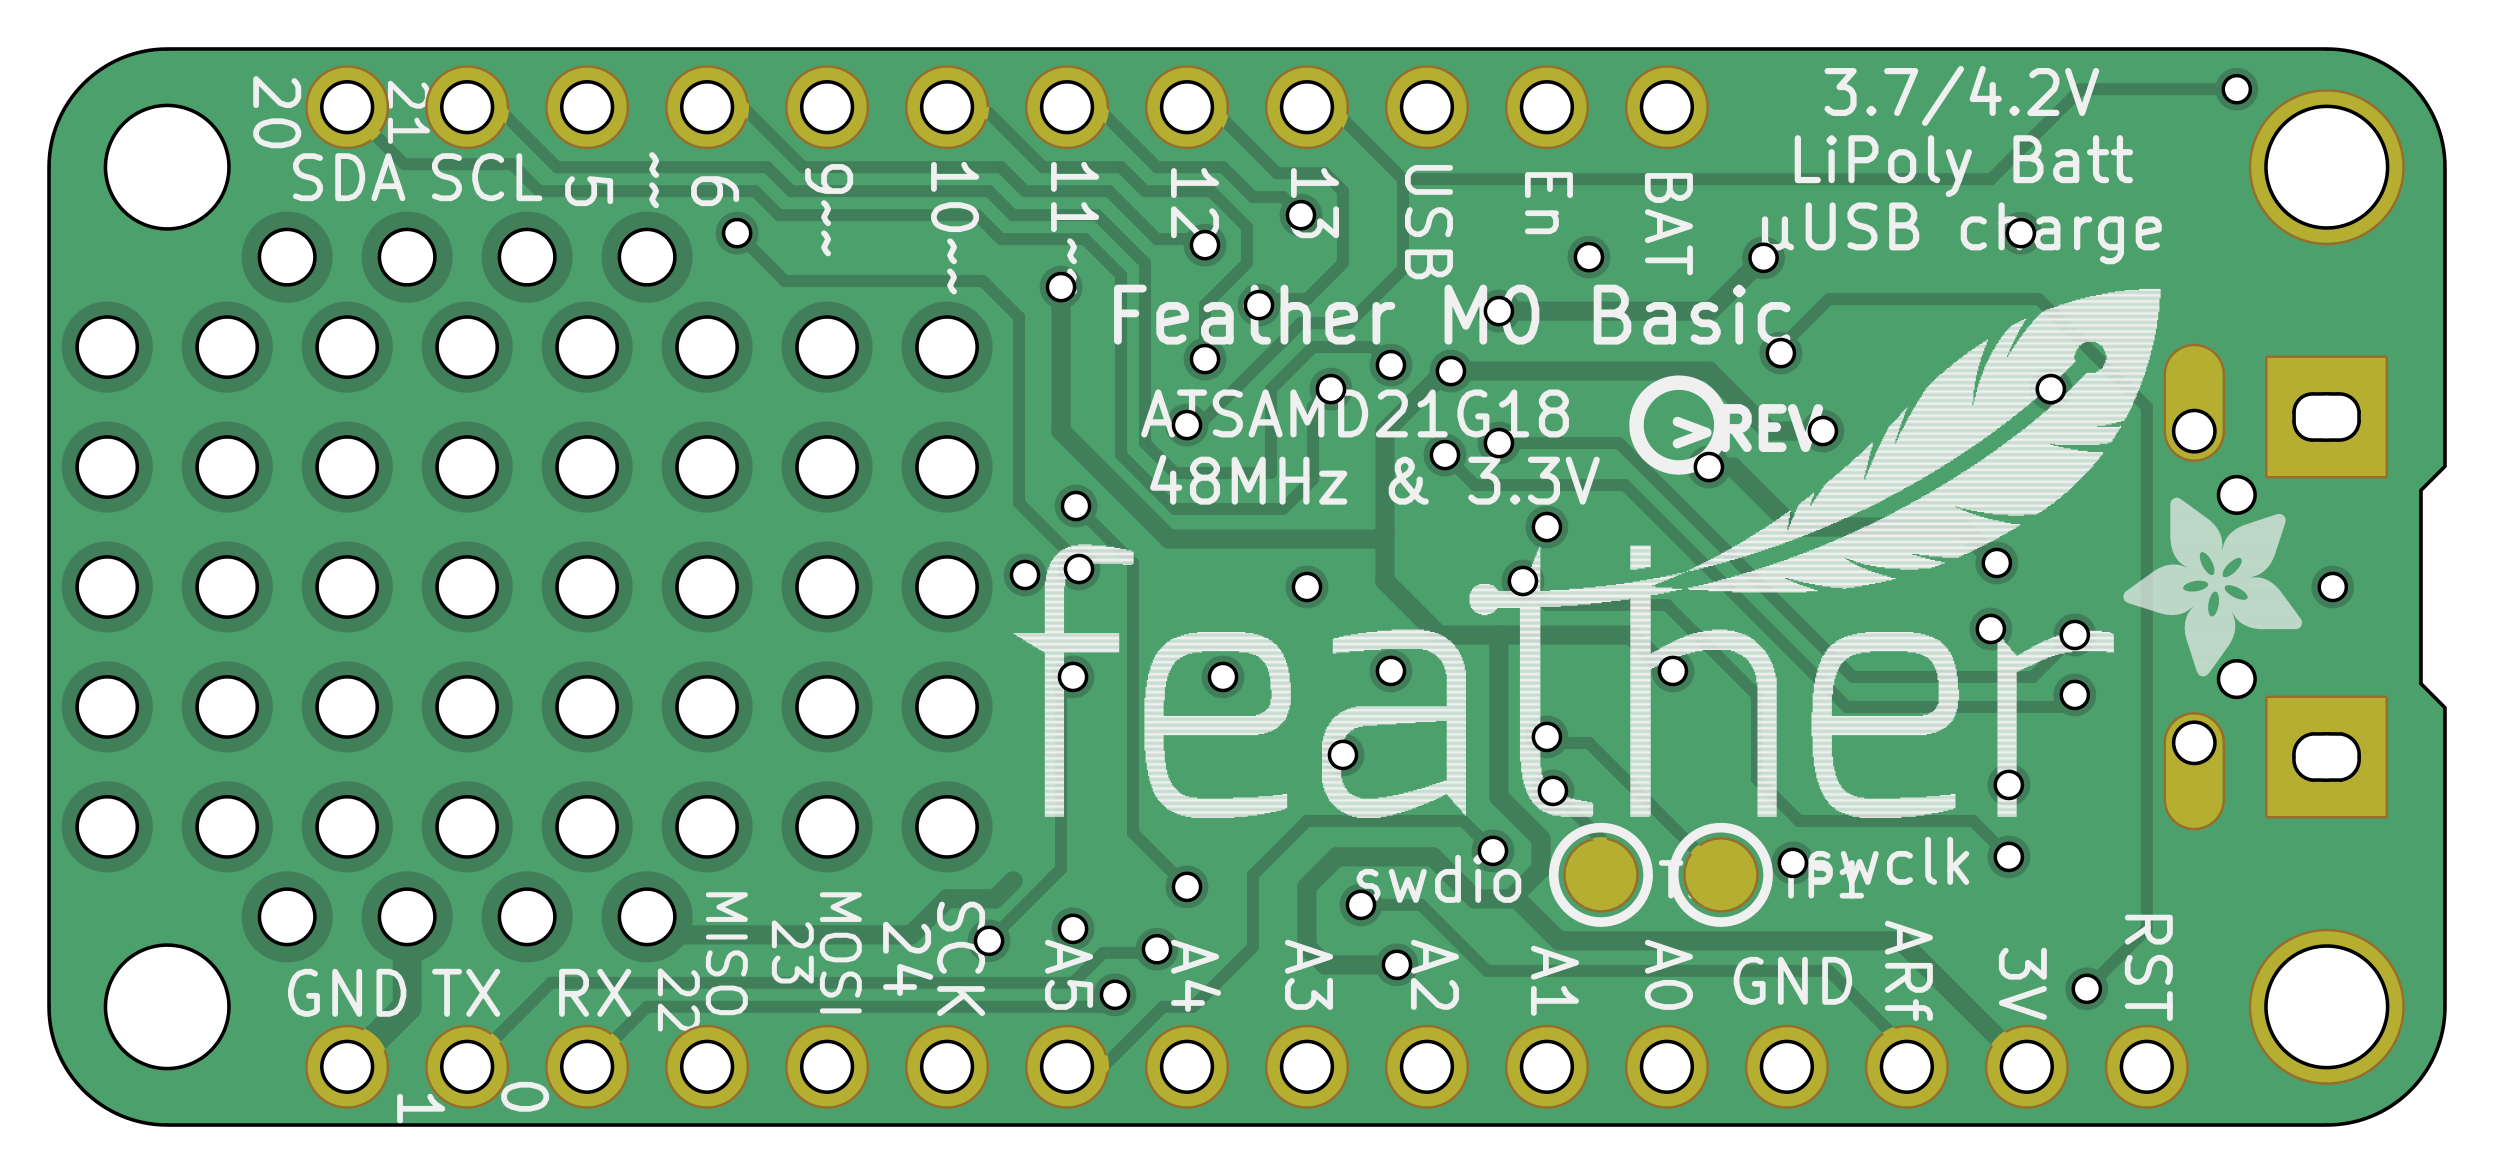 3.7/4.2V
LiPoly Batt
uUSB charge
20
21
SDA
SCL
5~~
6
9~~
10~~
11~~
12
13
USB
En
BAT
Feather M0 Basic
ATSAMD21G18
48MHz & 3.3V
> REV
feather
swdio
swclk
GND
TX
RX
22
MISO
23
MOSI
24
SCK
A5
A4
A3
A2
A1
A0
GND
ARf
3V
RST
1
0